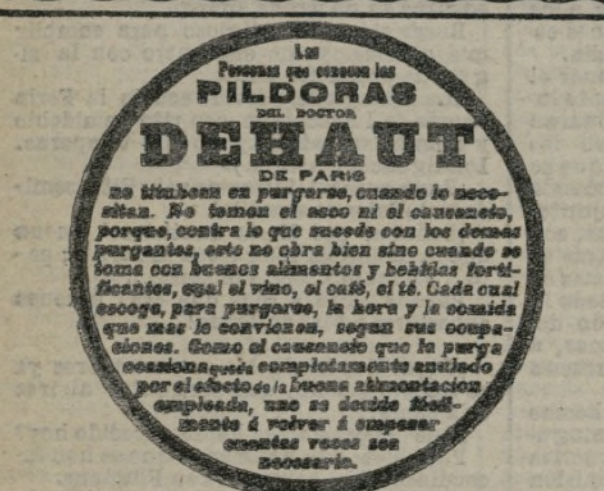 Las
Personas que conocen las
PILDORAS
DEL DOCTOR
DEHAUT
DE PARIS
no titubean en purgarse, cuando lo nece-
sitan. No temen el asco ni el causancio,
porque, contra lo que sucede con los demas
purgantes, este no obra bien sino cuando se
toma con buenos alimentos y bebidas forti-
ficantes, cual el vino, el café, el té. Cada cual
escoge, para purgarse, la hora y la comida
que mas le convienen, segun sus ocupa-
ciones. Como el causancio que la purga
ocasiona queda completamente anulado
por el efecto de la buena alimentacion
empleada, uno se decide fácil-
mente á volver á empezar
cuantas veces sea
necesario.